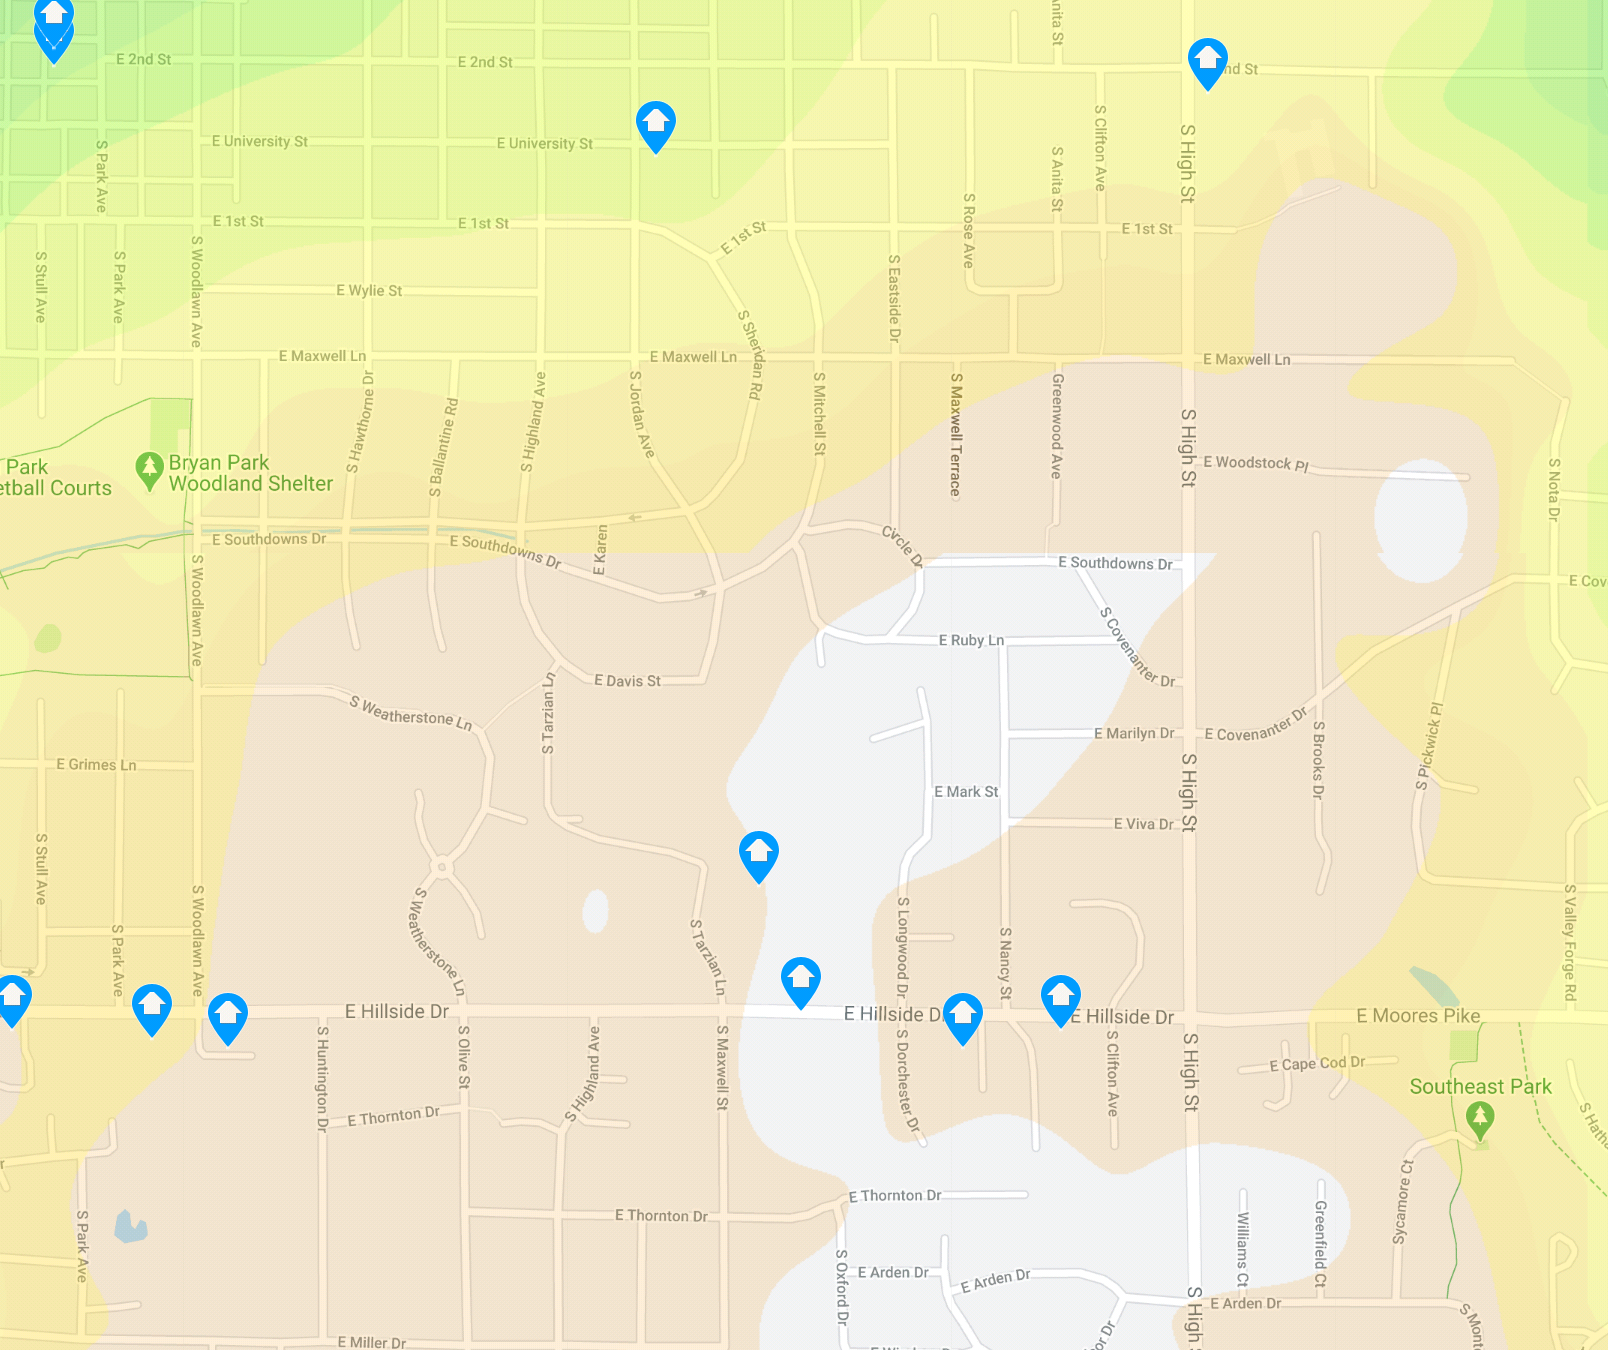 S Anita St
E 2nd St
E 2nd St
nd St
E University St
E University St
S Clifton Ave
S High St
S Park Ave
S Anita St
S Rose Ave
E 1st St
E 1st St
E 1st St
E 1st St
S Stull Ave
S Park Ave
S Woodlawn Ave
S Eastside Dr
E Wylie St
S Sheridan Rd
E Maxwell Ln
E Maxwell Ln
E Maxwell Ln
S Hawthorne Dr
S Ballantine Rd
S Highland Ave
S Jordan Ave
S Mitchell St
S Maxwell Terrace
Greenwood Ave
S High St
Park
etball Courts
Bryan Park
Woodland Shelter
E Woodstock Pl
S Nota Dr
E Southdowns Dr
E Southdowns Dr
E Karen
Circle Dr
E Southdowns Dr
E Cov
S Woodlawn Ave
S Covenanter Dr
E Ruby Ln
E Davis St
S Weatherstone Ln
S Tarzian Ln
E Marilyn Dr
E Covenanter Dr
S Brooks Dr
S Pickwick Pl
E Grimes Ln
S High St
E Mark St
E Viva Dr
S Stull Ave
S Park Ave
S Woodlawn Ave
S Weatherstone Ln
S Tarzian Ln
S Longwood Dr
S Nancy St
S Valley Forge Rd
E Hillside Dr
E Hillside Dr
E Hillside Dr
E Moores Pike
S Huntington Dr
S Olive St
S Highland Ave
S Maxwell St
S Dorchester Dr
S Clifton Ave
S High St
E Cape Cod Dr
Southeast Park
E Thornton Dr
S Hatha
r
S Park Ave
E Thornton Dr
E Thornton Dr
Sycamore Ct
Williams Ct
Greenfield Ct
S Oxford Dr
E Arden Dr
E Arden Dr
E Arden Dr
S High S
S Mont
E Miller Dr
or Dr